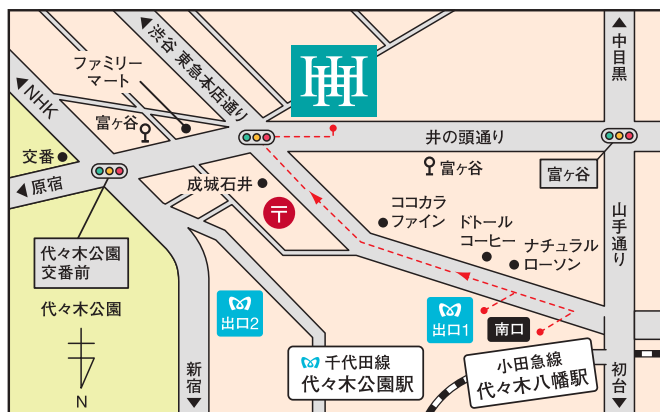 渋谷 東急本店通り
中目黒
ファミリー
マート
HH
NHK
富ヶ谷
井の頭通り
交番
富ヶ谷
富ヶ谷
原宿
成城石井
〒
ココカラ
ファイン
山手通り
ドトール
コーヒー
ナチュラル
ローソン
代々木公園
交番前
代々木公園
出口2
出口1
南口
新宿
千代田線
代々木公園駅
小田急線
代々木八幡駅
初台
N